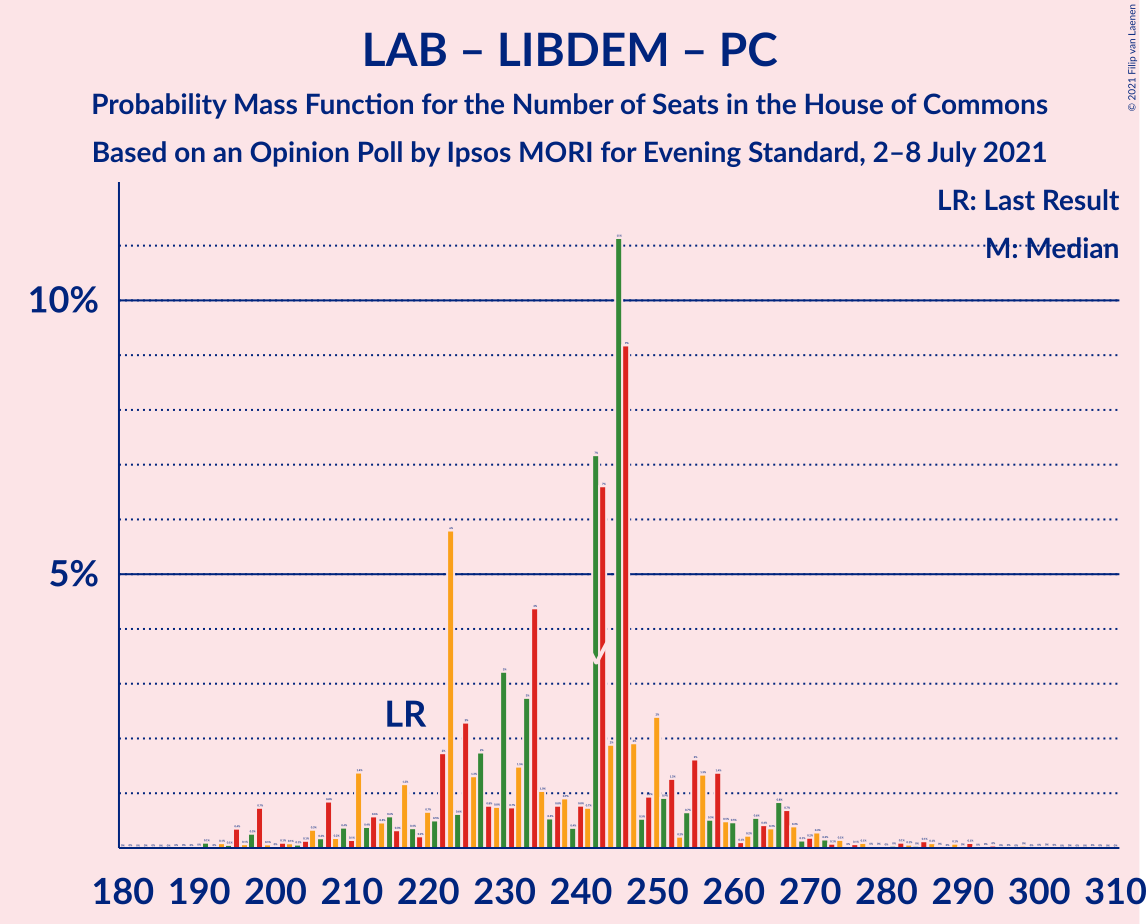 LAB – LIBDEM – PC
Probability Mass Function for the Number of Seats in the House of Commons
Based on an Opinion Poll by Ipsos MORI for Evening Standard, 2–8 July 2021
© 2021 Filip van Laenen
LR: Last Result
M: Median
10%
5%
LR
180 190 200 210 220 230 240 250 260 270 280 290 300 310